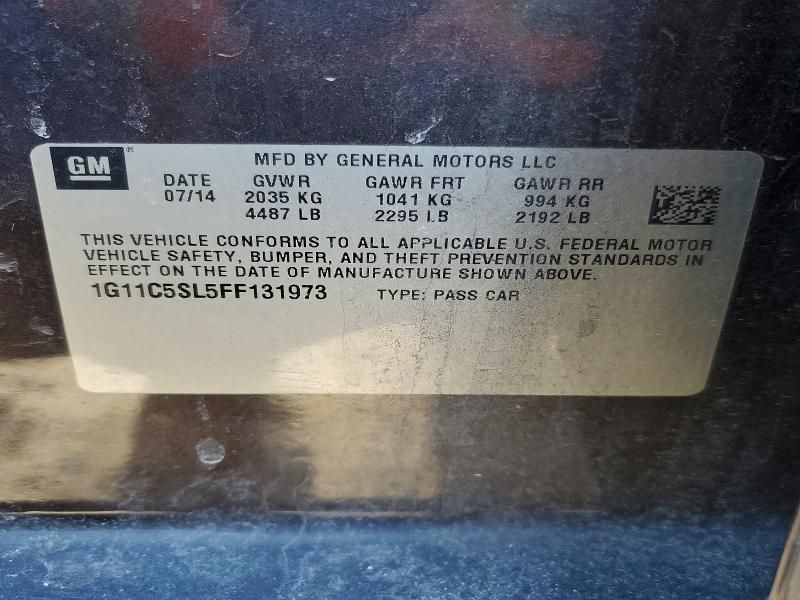 GM® MFD BY GENERAL MOTORS LLC
DATE GVWR GAWR FRT GAWR RR
07/14 2035 KG 1041 KG 994 KG
4487 LB 2295 LB 2192 LB
THIS VEHICLE CONFORMS TO ALL APPLICABLE U.S. FEDERAL MOTOR
VEHICLE SAFETY, BUMPER, AND THEFT PREVENTION STANDARDS IN
EFFECT ON THE DATE OF MANUFACTURE SHOWN ABOVE.
1G11C5SL5FF131973 TYPE: PASS CAR